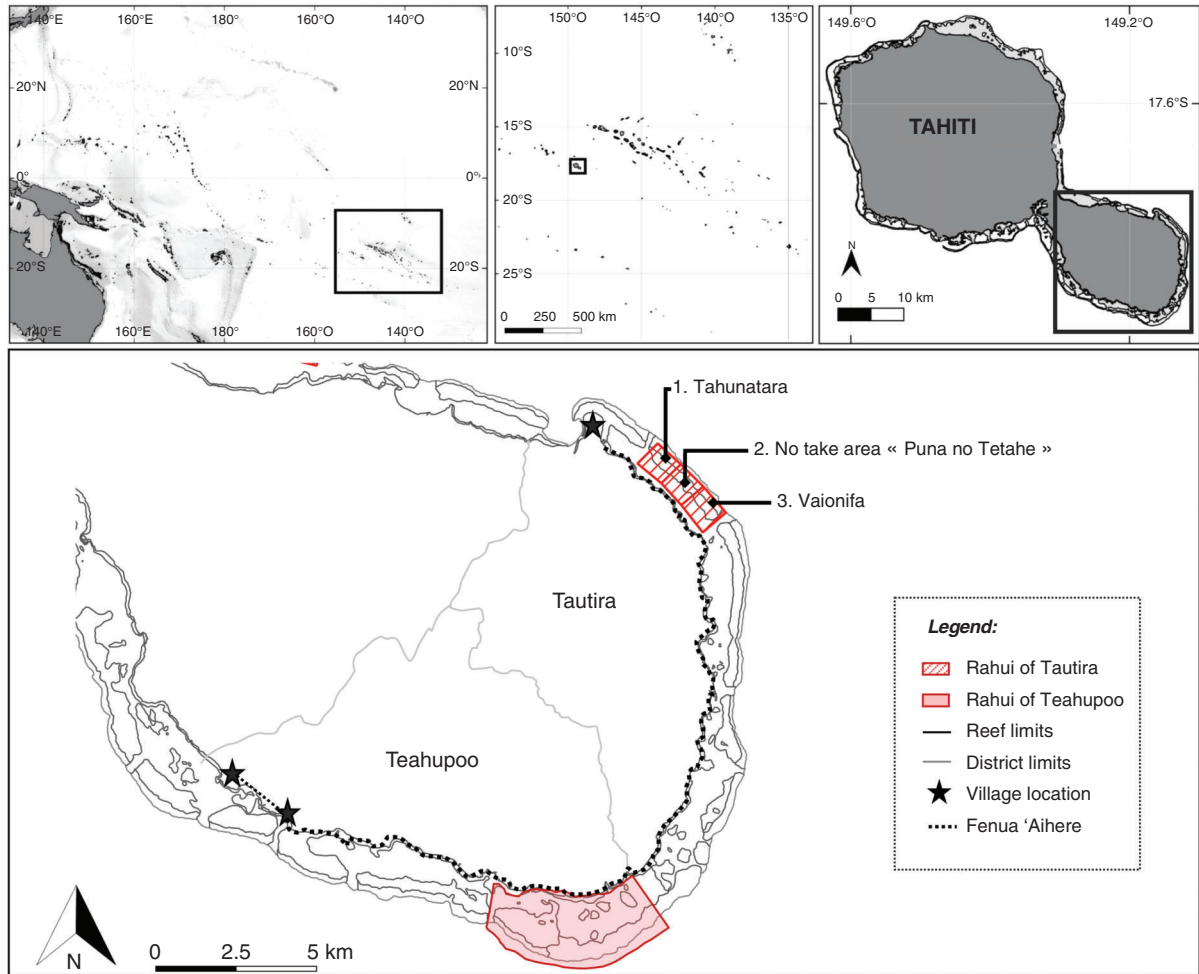 140°E 160°E 180° 160°O 140°O
20°N 20°N
0° 0°
20°S 20°S
140°E 160°E 180° 160°O 140°O
150°O 145°O 140°O 135°O
10°S
15°S
20°S
25°S
0 250 500 km
149.6°O 149.2°O
17.6°S
TAHITI
N
0 5 10 km
1. Tahunatara
2. No take area « Puna no Tetahe »
3. Vaionifa
Tautira
Teahupoo
Legend:
Rahui of Tautira
Rahui of Teahupoo
Reef limits
District limits
Village location
Fenua ‘Aihere
N
0 2.5 5 km